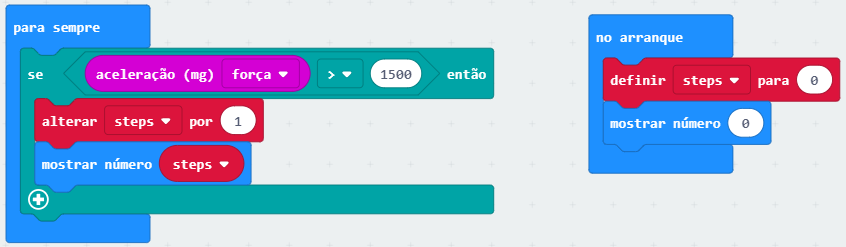 para sempre
se aceleração (mg) força > 1500 então
alterar steps por 1
mostrar número steps
no arranque
definir steps para 0
mostrar número 0